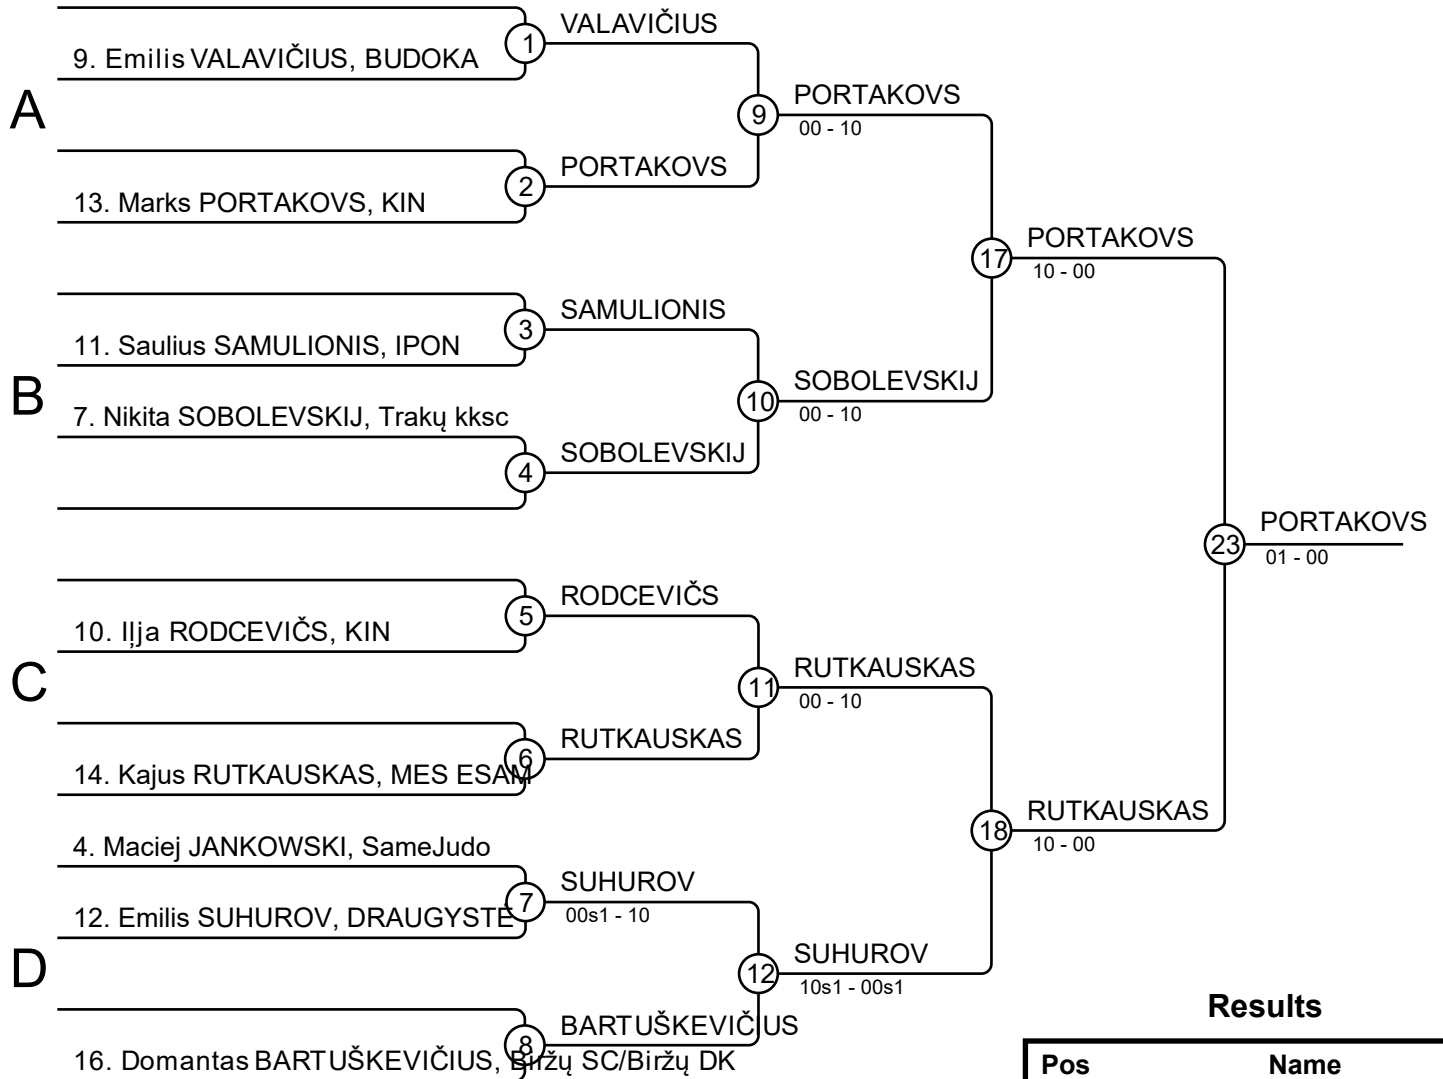 VALAVIČIUS
1
9. Emilis VALAVIČIUS, BUDOKA
A
PORTAKOVS
9
00 - 10
PORTAKOVS
2
13. Marks PORTAKOVS, KIN
PORTAKOVS
17
10 - 00
SAMULIONIS
3
11. Saulius SAMULIONIS, IPON
B
SOBOLEVSKIJ
10
00 - 10
7. Nikita SOBOLEVSKIJ, Trakų kksc
SOBOLEVSKIJ
4
PORTAKOVS
23
01 - 00
RODCEVIČS
5
10. Iļja RODCEVIČS, KIN
C
RUTKAUSKAS
11
00 - 10
RUTKAUSKAS
6
14. Kajus RUTKAUSKAS, MES ESAM
RUTKAUSKAS
18
10 - 00
4. Maciej JANKOWSKI, SameJudo
SUHUROV
7
00s1 - 10
12. Emilis SUHUROV, DRAUGYSTĖ
D
SUHUROV
12
10s1 - 00s1
BARTUŠKEVIČIUS
8
16. Domantas BARTUŠKEVIČIUS, Biržų SC/Biržų DK
Results
Pos Name